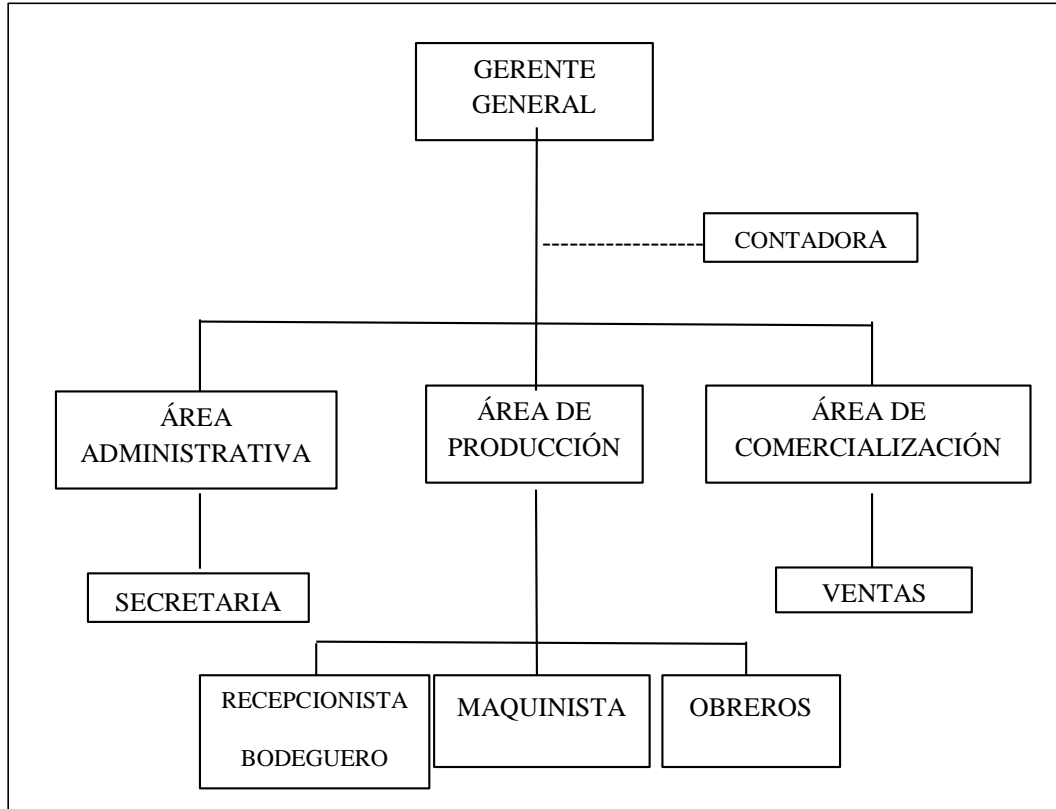 GERENTE
GENERAL
CONTADORA
ÁREA
ADMINISTRATIVA
ÁREA DE
PRODUCCIÓN
ÁREA DE
COMERCIALIZACIÓN
SECRETARIA
VENTAS
RECEPCIONISTA
BODEGUERO
MAQUINISTA
OBREROS